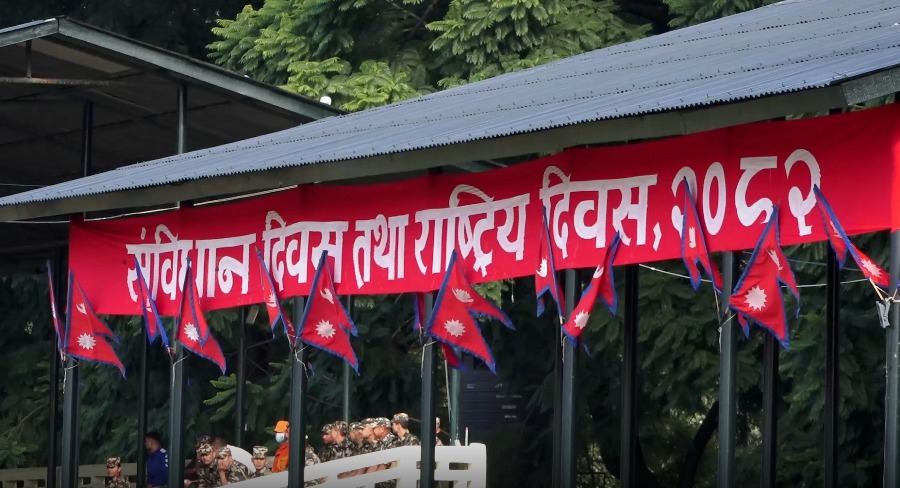 संविधान दिवस तथा राष्ट्रिय दिवस, २०८२